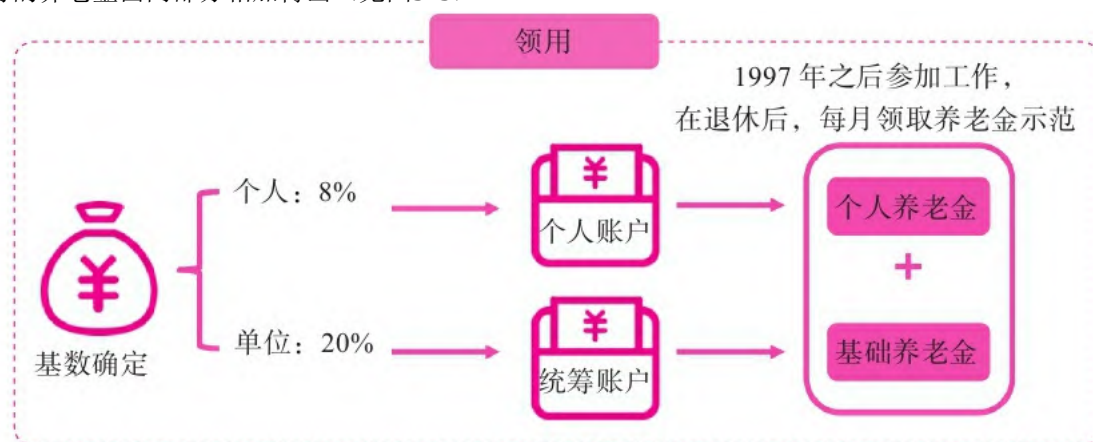 领用
1997 年之后参加工作，
在退休后，每月领取养老金示范
¥
个人：8%
个人账户
个人养老金
¥
+
¥
单位：20%
统筹账户
基础养老金
基数确定